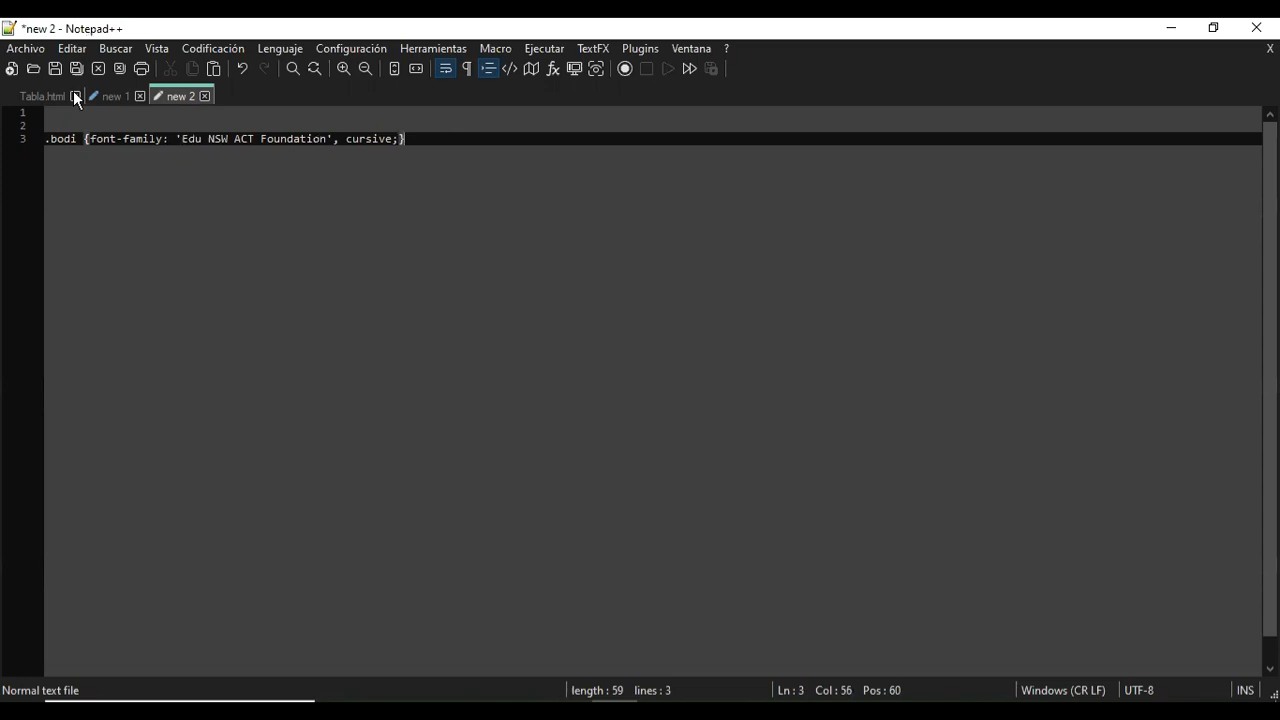 *new 2 - Notepad++
Archivo Editar Buscar Vista Codificación Lenguaje Configuración Herramientas Macro Ejecutar TextFX Plugins Ventana ? X
Tabla.html new 1 new 2
1
2
3 .bodi {font-family: 'Edu NSW ACT Foundation', cursive;}
Normal text file length : 59 lines : 3 Ln : 3 Col : 56 Pos : 60 Windows (CR LF) UTF-8 INS